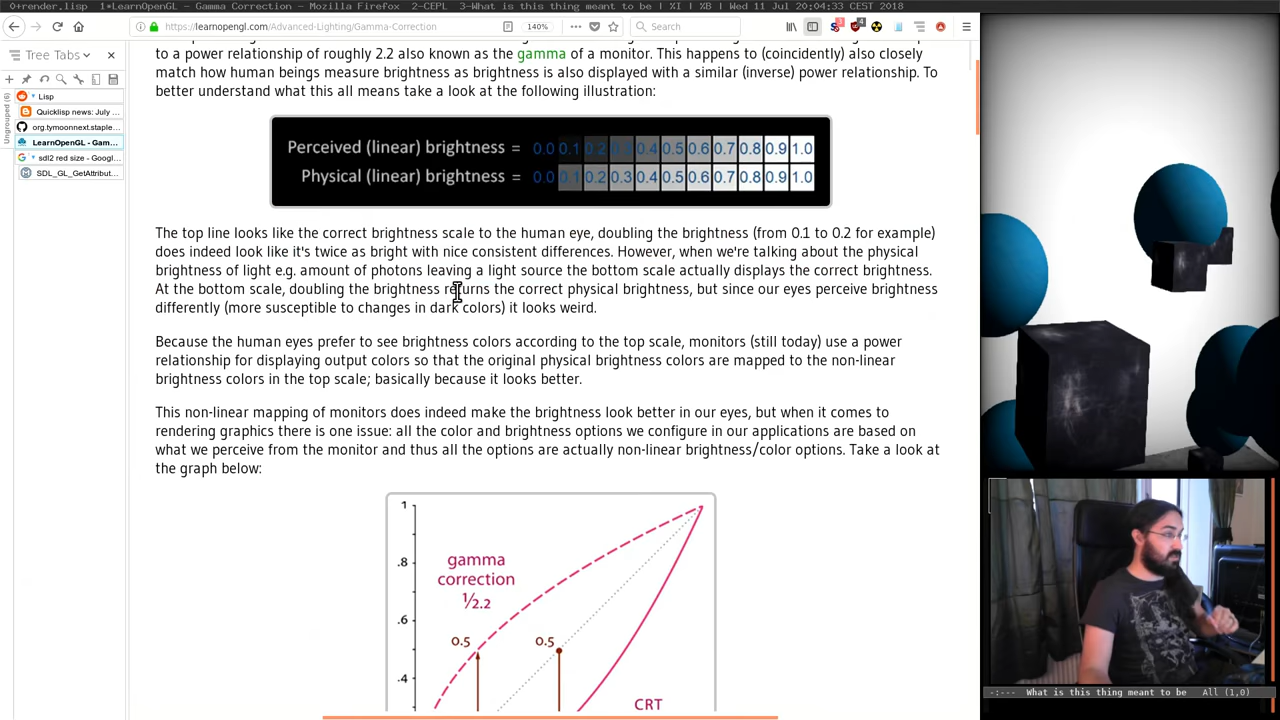 0+render.lisp 1*LearnOpenGL - Gamma Correction - Mozilla Firefox 2-CEPL 3-What is this thing meant to be | %I | %B | Wed 11 Jul 20:04:33 CEST 2018
https://learnopengl.com/Advanced-Lighting/Gamma-Correction
140%
Search
3
4
Tree Tabs
Ungrouped (6)
Lisp
Quicklisp news: July ...
org.tymoonnext.staple...
LearnOpenGL - Gam...
sdl2 red size - Googl...
SDL_GL_GetAttribut...
to a power relationship of roughly 2.2 also known as the gamma of a monitor. This happens to (coincidently) also closely
match how human beings measure brightness as brightness is also displayed with a similar (inverse) power relationship. To
better understand what this all means take a look at the following illustration:
Perceived (linear) brightness = 0.0 0.1 0.2 0.3 0.4 0.5 0.6 0.7 0.8 0.9 1.0
Physical (linear) brightness = 0.0 0.1 0.2 0.3 0.4 0.5 0.6 0.7 0.8 0.9 1.0
The top line looks like the correct brightness scale to the human eye, doubling the brightness (from 0.1 to 0.2 for example)
does indeed look like it's twice as bright with nice consistent differences. However, when we're talking about the physical
brightness of light e.g. amount of photons leaving a light source the bottom scale actually displays the correct brightness.
At the bottom scale, doubling the brightness returns the correct physical brightness, but since our eyes perceive brightness
differently (more susceptible to changes in dark colors) it looks weird.
Because the human eyes prefer to see brightness colors according to the top scale, monitors (still today) use a power
relationship for displaying output colors so that the original physical brightness colors are mapped to the non-linear
brightness colors in the top scale; basically because it looks better.
This non-linear mapping of monitors does indeed make the brightness look better in our eyes, but when it comes to
rendering graphics there is one issue: all the color and brightness options we configure in our applications are based on
what we perceive from the monitor and thus all the options are actually non-linear brightness/color options. Take a look at
the graph below:
1
.8
.6
.4
gamma
correction
1/2.2
0.5
0.5
CRT
-:--- What is this thing meant to be All (1,0)